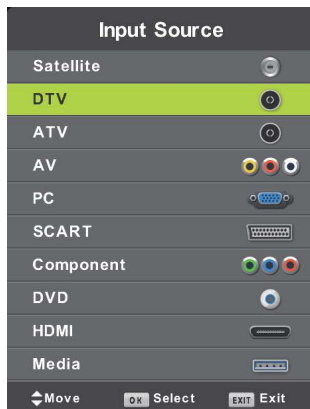 Input Source
Satellite
DTV
ATV
AV
PC
SCART
Component
DVD
HDMI
Media
Move OK Select EXIT Exit